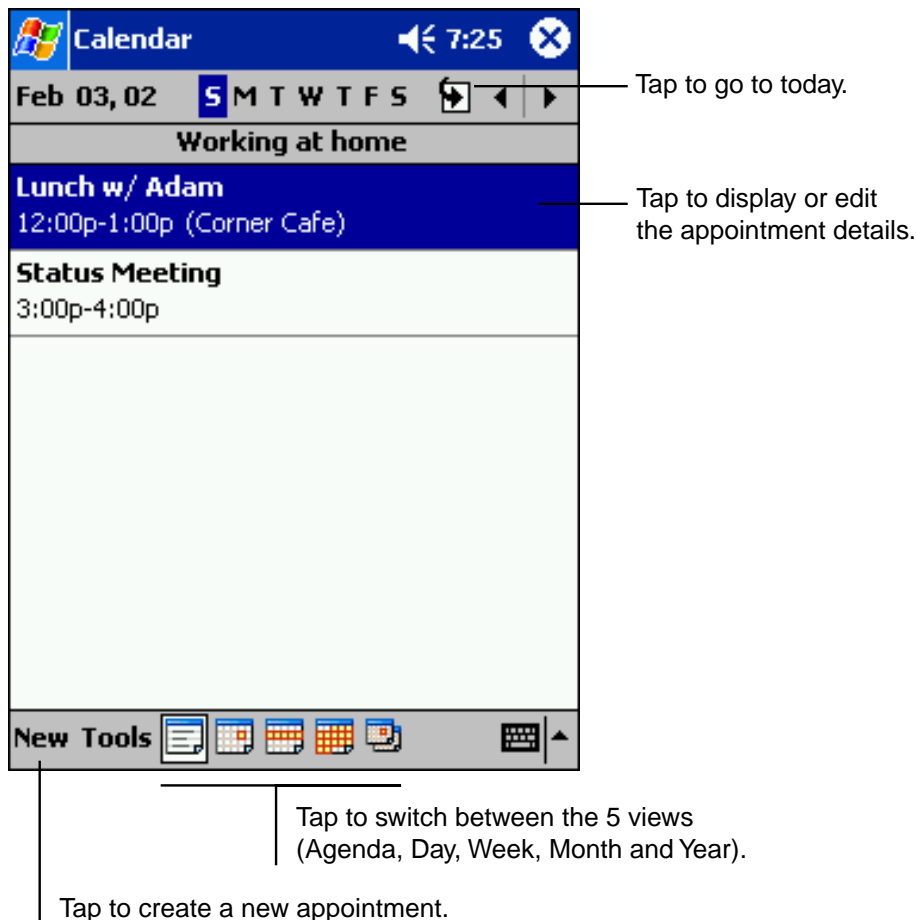 Calendar 7:25
Feb 03, 02 S M T W T F S
Tap to go to today.
Working at home
Lunch w/ Adam
12:00p-1:00p (Corner Cafe)
Tap to display or edit
the appointment details.
Status Meeting
3:00p-4:00p
New Tools
Tap to switch between the 5 views
(Agenda, Day, Week, Month and Year).
Tap to create a new appointment.